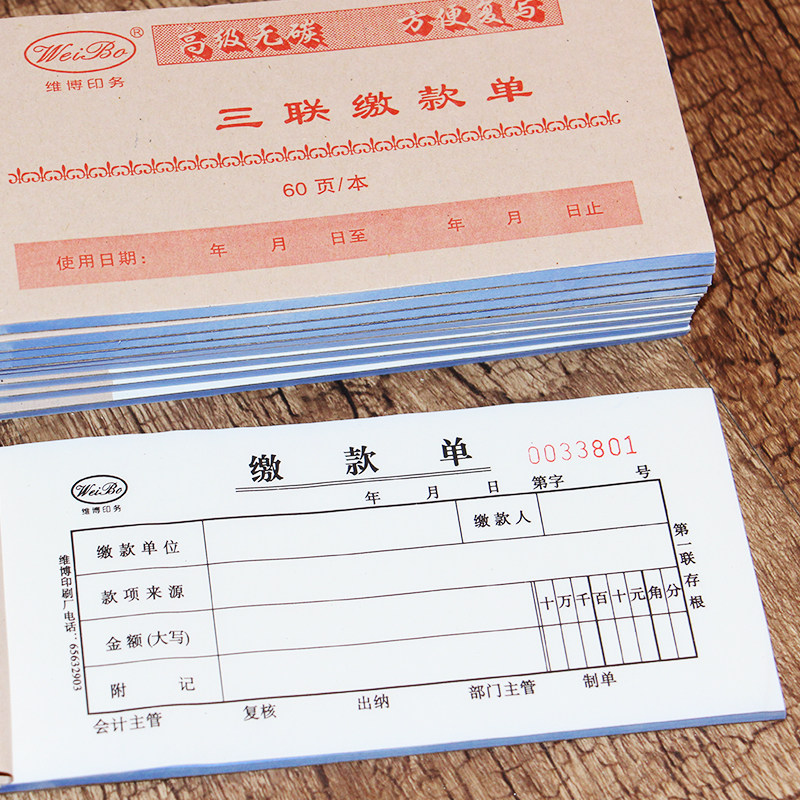 WeiBo®
维博印务
高级无碳 方便复写
三联缴款单
60 页/本
使用日期： 年 月 日至 年 月 日止
缴款单
0033801
WeiBo
维博印务
年 月 日 第字 号
缴款单位 缴款人
款项来源
金额(大写) 十万千百十元角分
附 记
会计主管 复核 出纳 部门主管 制单
第一联存根
维博印刷厂电话：65632903